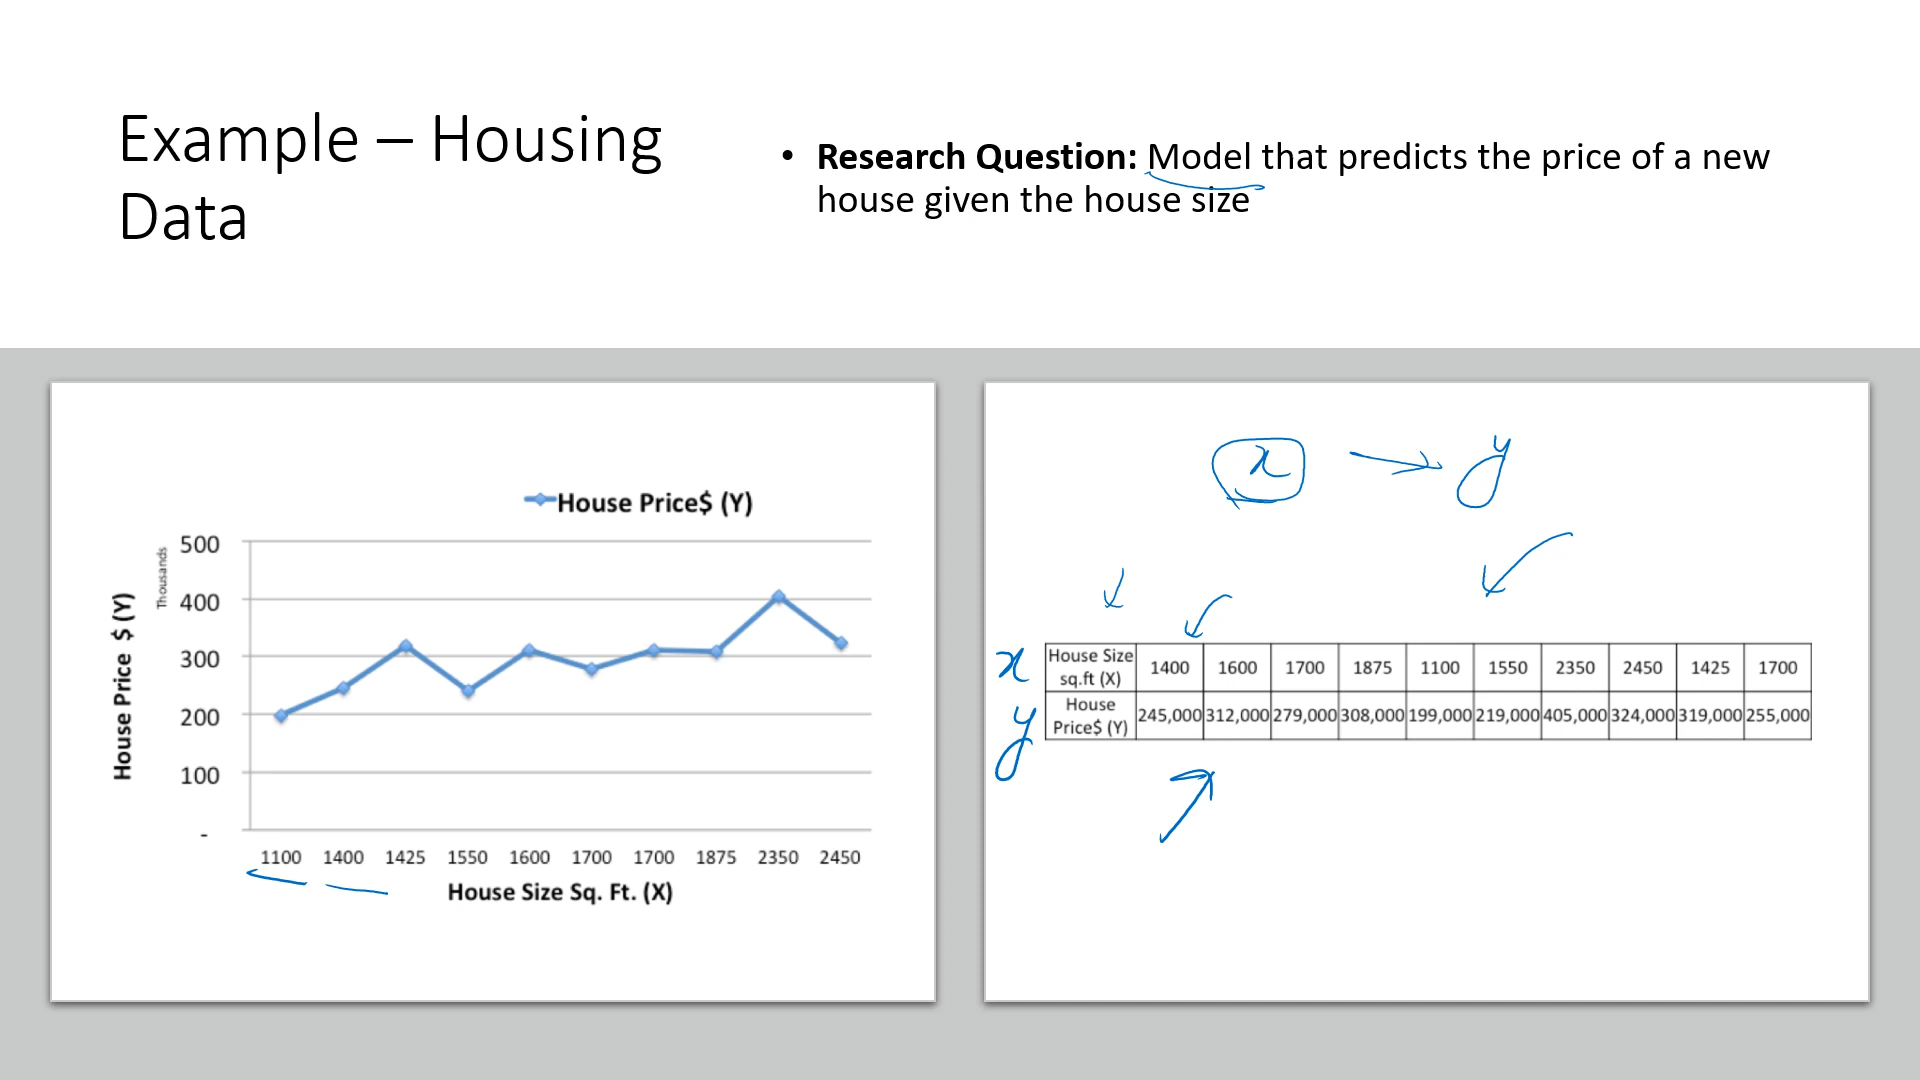 Example – Housing
Data
• Research Question: Model that predicts the price of a new
house given the house size
House Price$ (Y)
House Price $ (Y)
Thousands
500
400
300
200
100
-
1100 1400 1425 1550 1600 1700 1700 1875 2350 2450
House Size Sq. Ft. (X)
x → y
x
House Size sq.ft (X) 1400 1600 1700 1875 1100 1550 2350 2450 1425 1700
y
House Price$ (Y) 245,000 312,000 279,000 308,000 199,000 219,000 405,000 324,000 319,000 255,000